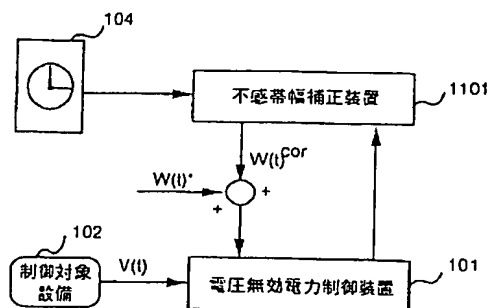 104
不感帯幅補正装置
1101
W(t)cor
W(t)*
+
+
102
制御対象
設備
V(t)
電圧無効電力制御装置
101